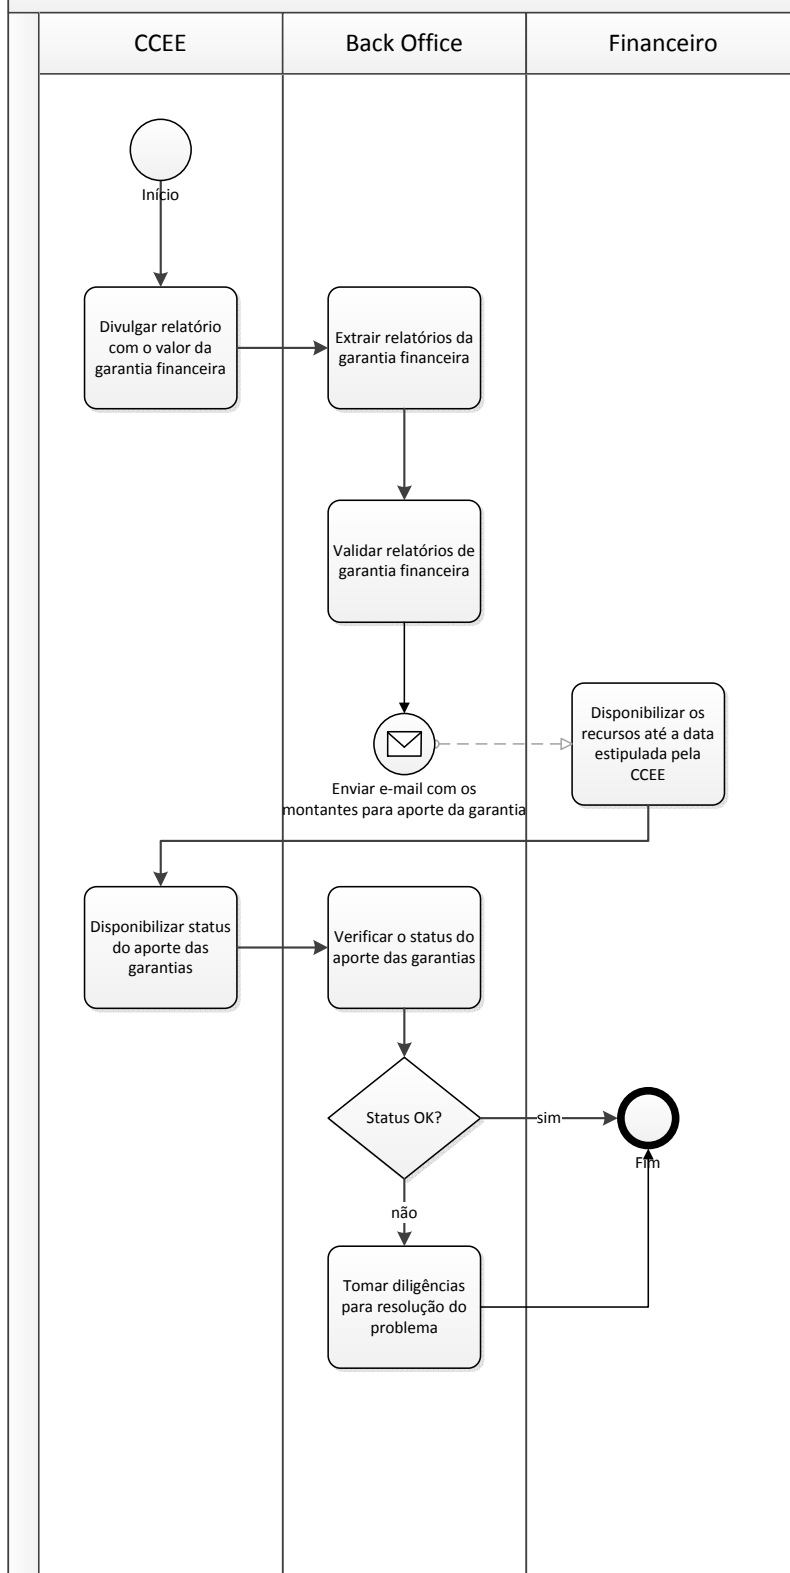 CCEE
Back Office
Financeiro
Início
Divulgar relatório
com o valor da
garantia financeira
Extrair relatórios da
garantia financeira
Validar relatórios de
garantia financeira
Enviar e-mail com os
montantes para aporte da garantia
Disponibilizar os
recursos até a data
estipulada pela
CCEE
Disponibilizar status
do aporte das
garantias
Verificar o status do
aporte das garantias
Status OK?
sim
Fim
não
Tomar diligências
para resolução do
problema